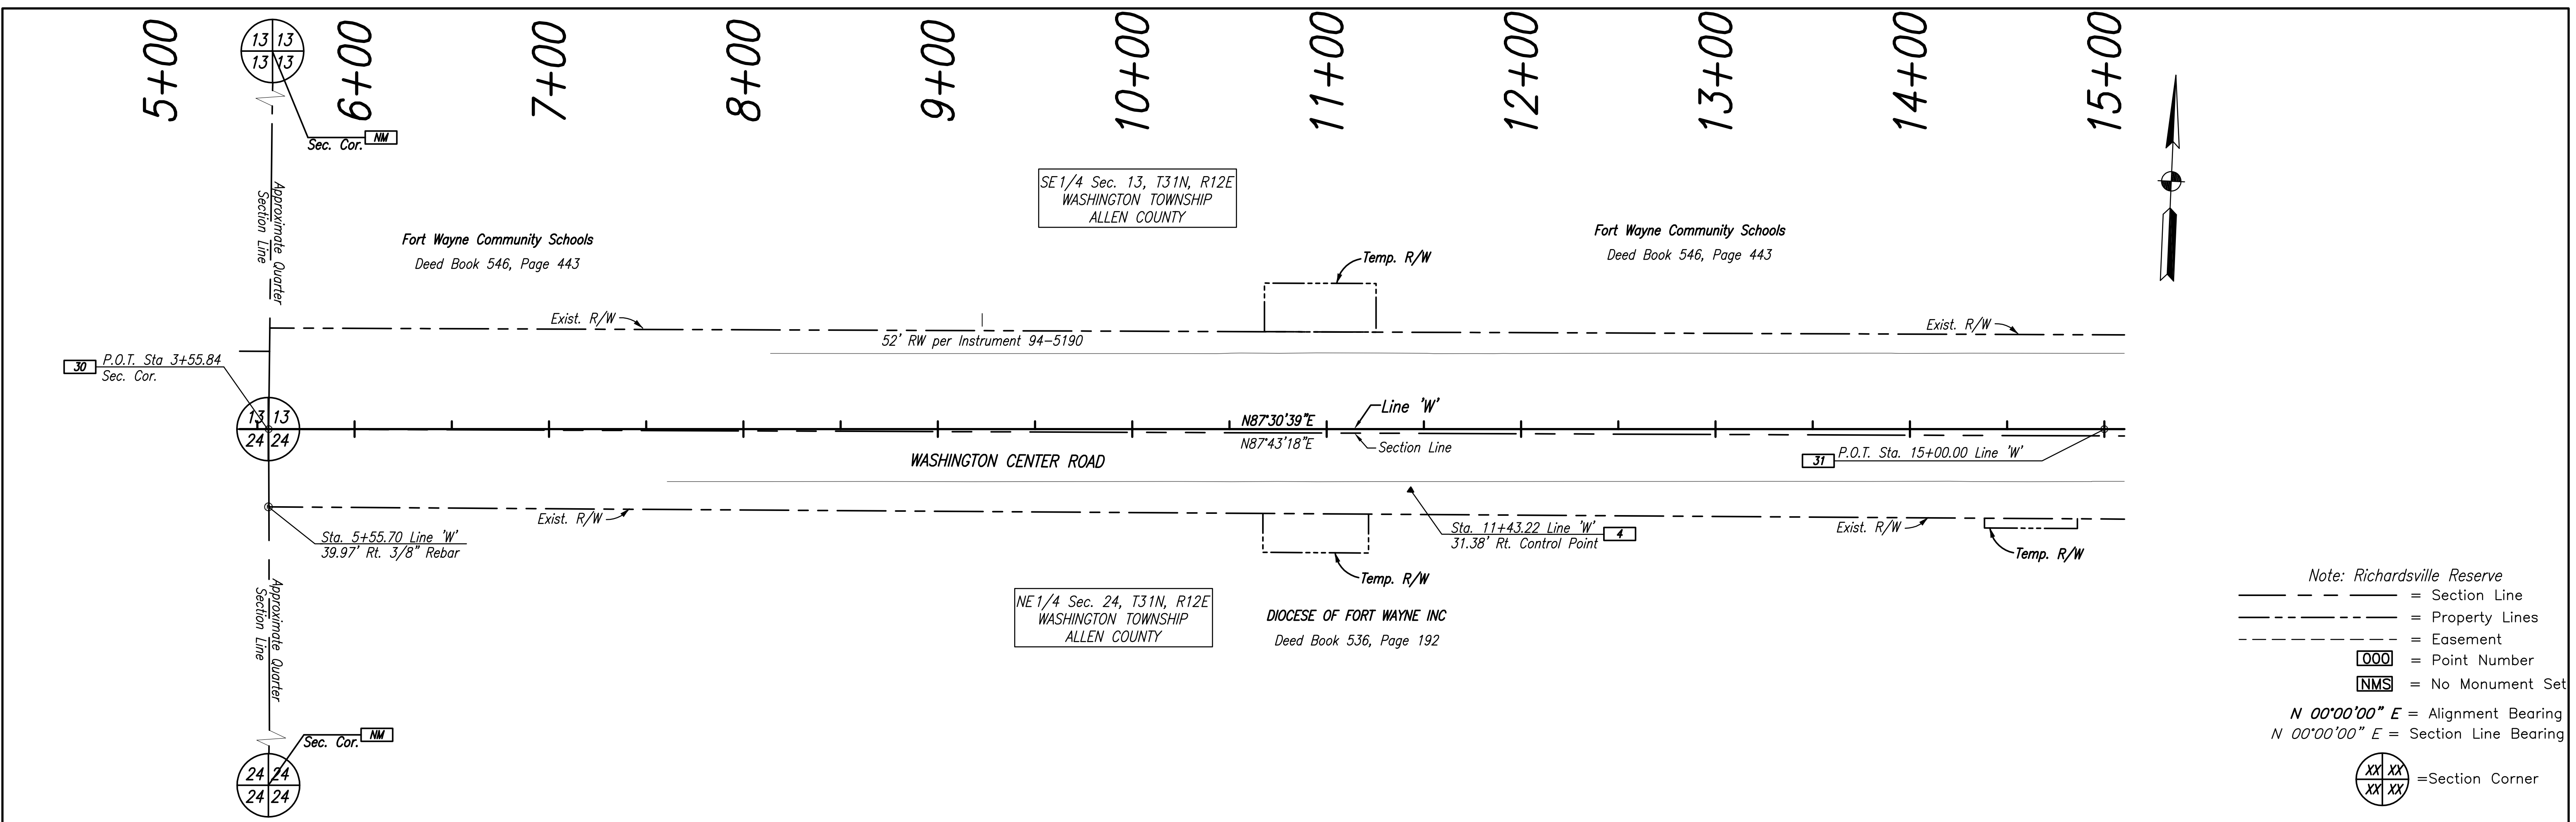 5+00
6+00
7+00
8+00
9+00
10+00
11+00
12+00
13+00
14+00
15+00
13 13
13 13
Sec. Cor. NM
Approximate Quarter
Section Line
SE 1/4 Sec. 13, T31N, R12E
WASHINGTON TOWNSHIP
ALLEN COUNTY
Fort Wayne Community Schools
Deed Book 546, Page 443
Fort Wayne Community Schools
Deed Book 546, Page 443
Temp. R/W
Exist. R/W
52' RW per Instrument 94-5190
Exist. R/W
30 P.O.T. Sta 3+55.84
Sec. Cor.
13 13
24 24
N87°30'39"E
N87°43'18"E
Line 'W'
Section Line
WASHINGTON CENTER ROAD
31 P.O.T. Sta. 15+00.00 Line 'W'
Exist. R/W
Sta. 5+55.70 Line 'W'
39.97' Rt. 3/8" Rebar
Sta. 11+43.22 Line 'W'
31.38' Rt. Control Point 4
Exist. R/W
Temp. R/W
Temp. R/W
Approximate Quarter
Section Line
NE 1/4 Sec. 24, T31N, R12E
WASHINGTON TOWNSHIP
ALLEN COUNTY
DIOCESE OF FORT WAYNE INC
Deed Book 536, Page 192
Sec. Cor. NM
24 24
24 24
Note: Richardsville Reserve
= Section Line
= Property Lines
= Easement
000 = Point Number
NMS = No Monument Set
N 00°00'00" E = Alignment Bearing
N 00°00'00" E = Section Line Bearing
XX XX
XX XX
=Section Corner